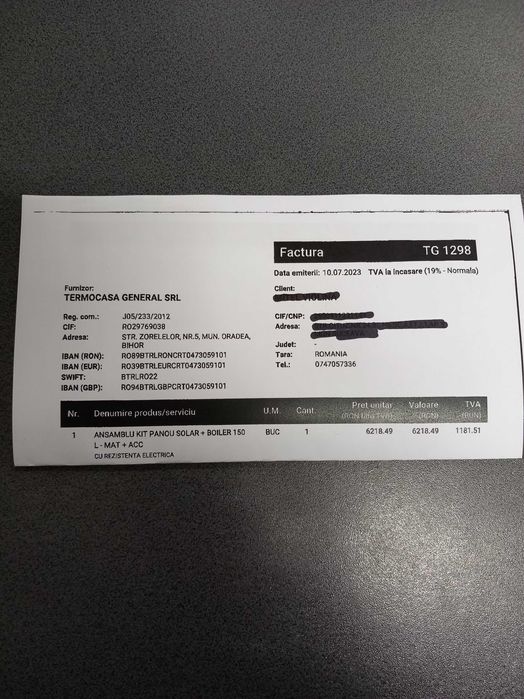 Factura TG 1298
Data emiterii: 10.07.2023 TVA la incasare (19% - Normala)
Furnizor:
TERMOCASA GENERAL SRL
Reg. com.: J05/233/2012
CIF: RO29769038
Adresa: STR. ZORELELOR, NR.5, MUN. ORADEA,
BIHOR
IBAN (RON): RO89BTRLRONCRT0473059101
IBAN (EUR): RO39BTRLEURCRT0473059101
SWIFT: BTRLRO22
IBAN (GBP): RO94BTRLGBPCRT0473059101
Client:
CIF/CNP:
Adresa:
Judet: -
Tara: ROMANIA
Tel.: 0747057336
Nr. Denumire produs/serviciu U.M. Cant. Pret unitar Valoare TVA
(RON fara TVA) (RON) (RON)
1 ANSAMBLU KIT PANOU SOLAR + BOILER 150 BUC 1 6218.49 6218.49 1181.51
L - MAT + ACC
CU REZISTENTA ELECTRICA